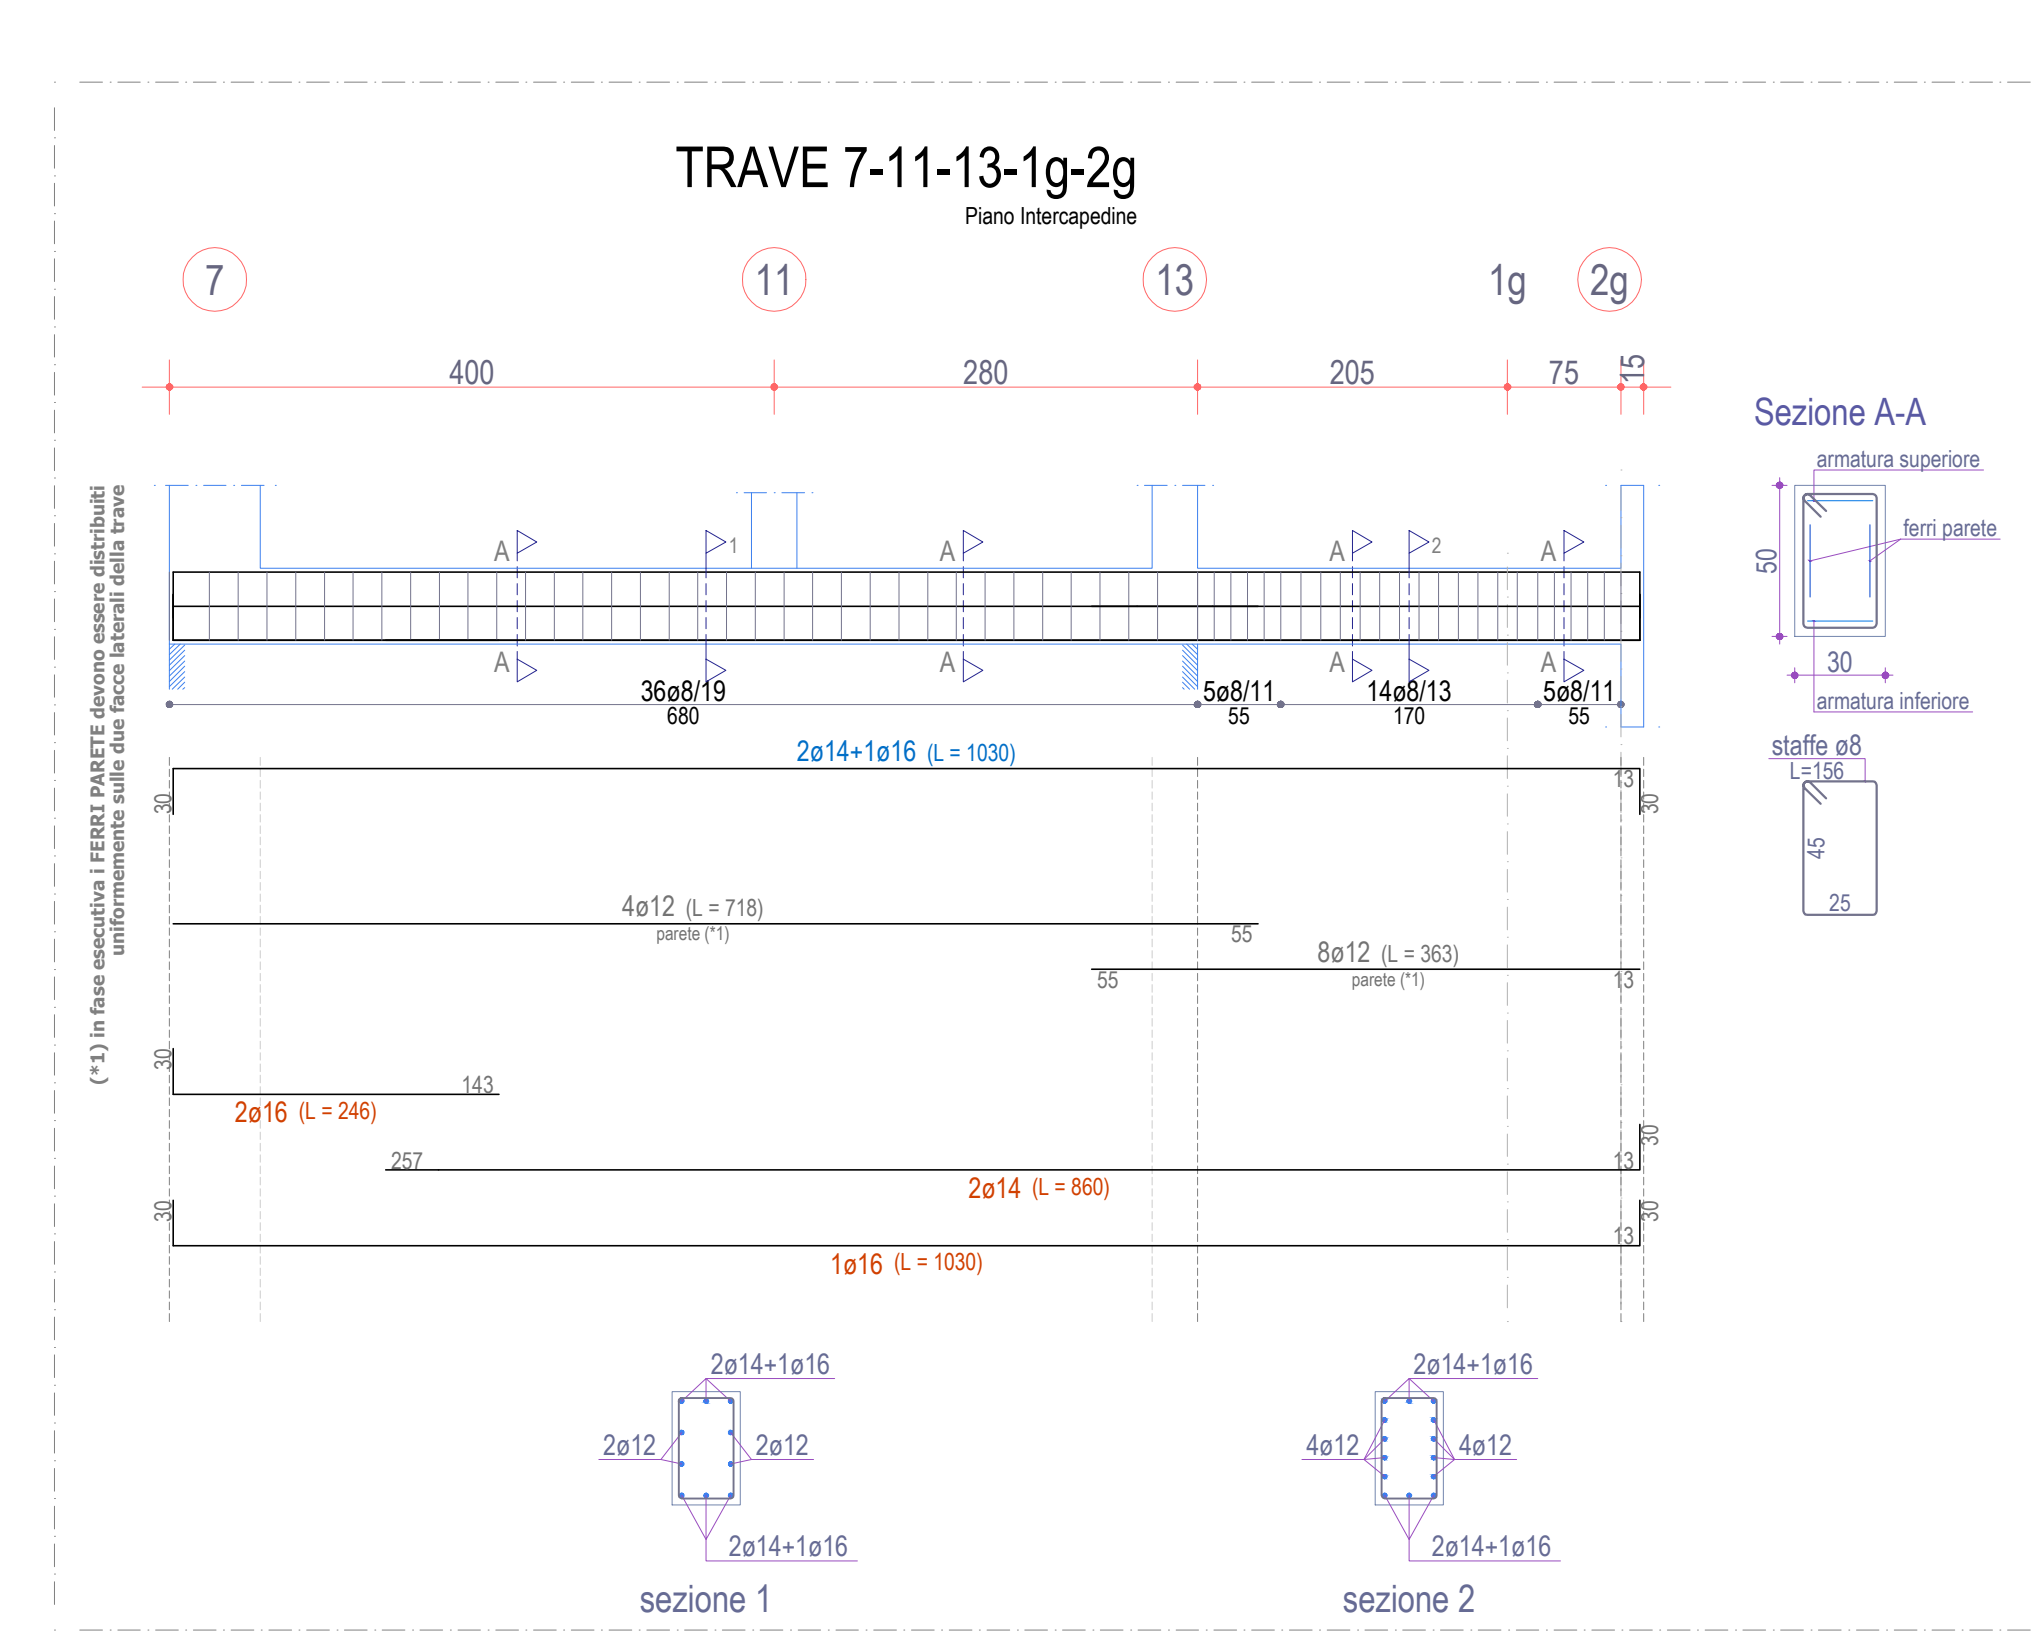 TRAVE 7-11-13-1g-2g
Piano Intercapedine
7
11
13
1g
2g
400
280
205
75
15
Sezione A-A
armatura superiore
ferri parete
50
30
armatura inferiore
(*1) in fase esecutiva i FERRI PARETE devono essere distribuiti
uniformemente sulle due facce laterali della trave
A
1
A
A
2
A
A
A
A
A
36ø8/19
5ø8/11
14ø8/13
5ø8/11
680
55
170
55
staffe ø8
L=156
45
25
2ø14+1ø16 (L = 1030)
30
13
30
4ø12 (L = 718)
parete (*1)
55
8ø12 (L = 363)
55
parete (*1)
13
30
143
2ø16 (L = 246)
257
13
30
2ø14 (L = 860)
30
13
30
1ø16 (L = 1030)
2ø14+1ø16
2ø12
2ø12
2ø14+1ø16
sezione 1
2ø14+1ø16
4ø12
4ø12
2ø14+1ø16
sezione 2